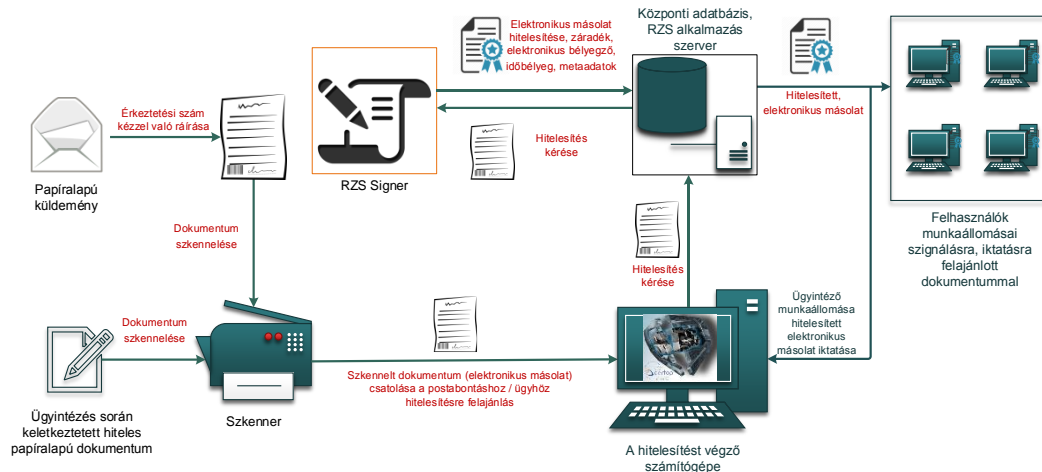 Elektronikus másolat
hitelesítése, záradék,
elektronikus bélyegző,
időbélyeg, metaadatok
Központi adatbázis,
RZS alkalmazás
szerver
Érkeztetési szám
kézzel való ráírása
Hitelesítés
kérése
Hitelesített,
elektronikus másolat
Papíralapú
küldemény
RZS Signer
Felhasználók
munkaállomásai
szignálásra, iktatásra
felajánlott
dokumentummal
Dokumentum
szkennelése
Hitelesítés
kérése
Ügyintéző
munkaállomása
hitelesített
elektronikus
másolat iktatása
Dokumentum
szkennelése
Szkennelt dokumentum (elektronikus másolat)
csatolása a postabontáshoz / ügyhöz
hitelesítésre felajánlás
Ügyintézés során
keletkeztetett hiteles
papíralapú dokumentum
Szkenner
A hitelesítést végző
számítógépe